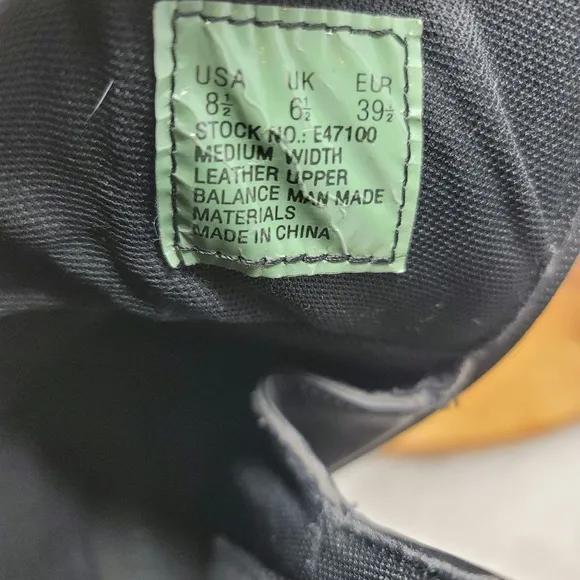 USA UK EUR
8½ 6½ 39½
STOCK NO.: E47100
MEDIUM WIDTH
LEATHER UPPER
BALANCE MAN MADE
MATERIALS
MADE IN CHINA